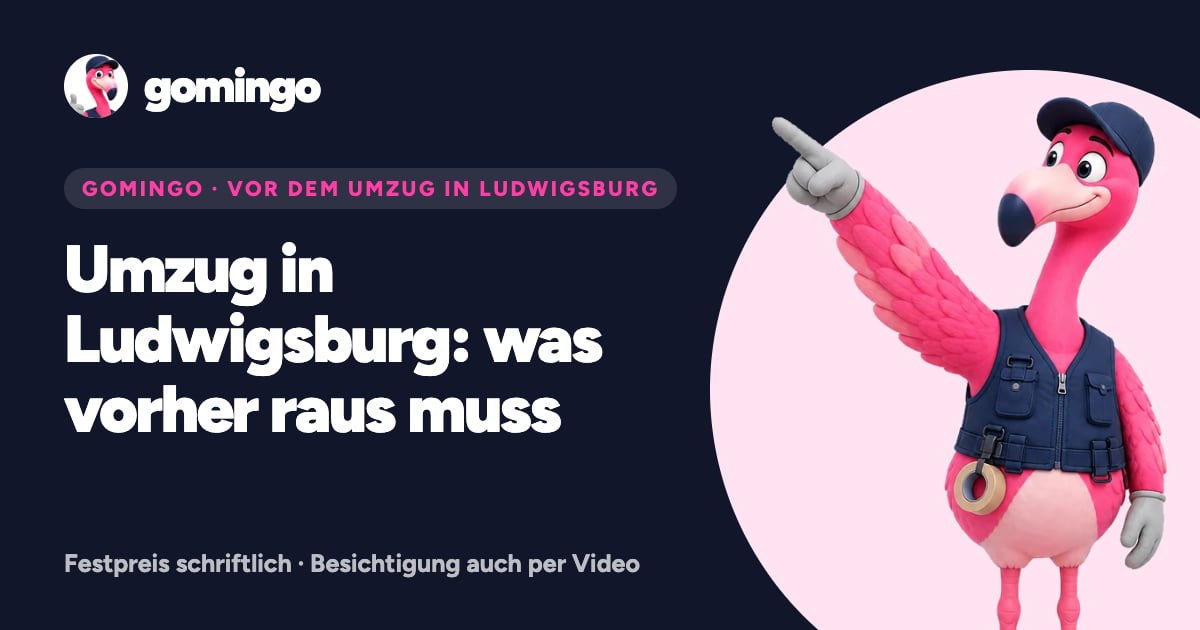 gomingo
GOMINGO · VOR DEM UMZUG IN LUDWIGSBURG
Umzug in
Ludwigsburg: was
vorher raus muss
Festpreis schriftlich · Besichtigung auch per Video